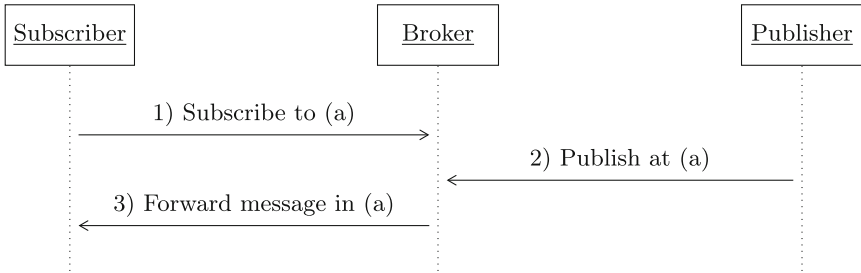 Subscriber
Broker
Publisher
1) Subscribe to (a)
2) Publish at (a)
3) Forward message in (a)